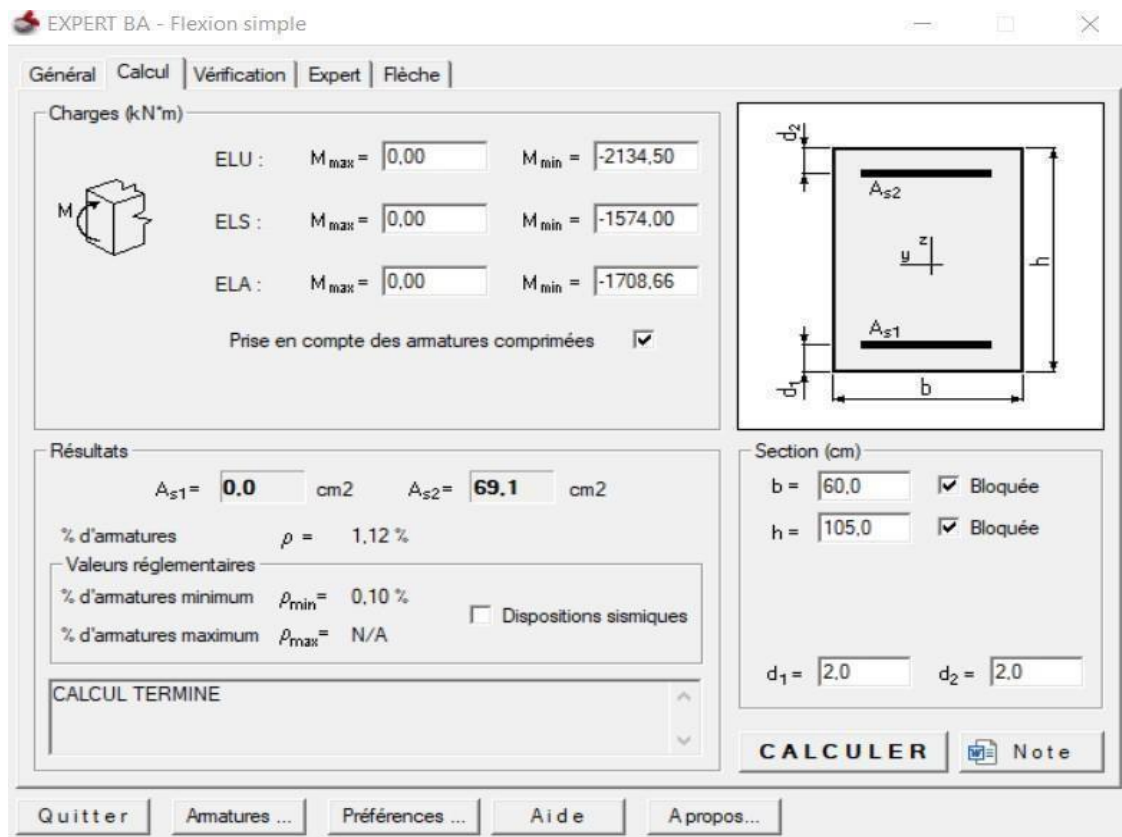 EXPERT BA - Flexion simple
Général Calcul Vérification Expert Flèche
Charges (kN*m)
ELU : M max = 0,00 M min = -2134,50
ELS : M max = 0,00 M min = -1574,00
ELA : M max = 0,00 M min = -1708,66
Prise en compte des armatures comprimées
M
d2
As2
z
y
h
As1
d1
b
Résultats
As1= 0.0 cm2 As2= 69.1 cm2
% d'armatures ρ = 1,12 %
Valeurs réglementaires
% d'armatures minimum ρmin= 0,10 %
% d'armatures maximum ρmax= N/A
Dispositions sismiques
CALCUL TERMINE
Section (cm)
b = 60,0 Bloquée
h = 105,0 Bloquée
d1 = 2,0 d2 = 2,0
CALCULER Note
Quitter Armatures ... Préférences ... Aide A propos...